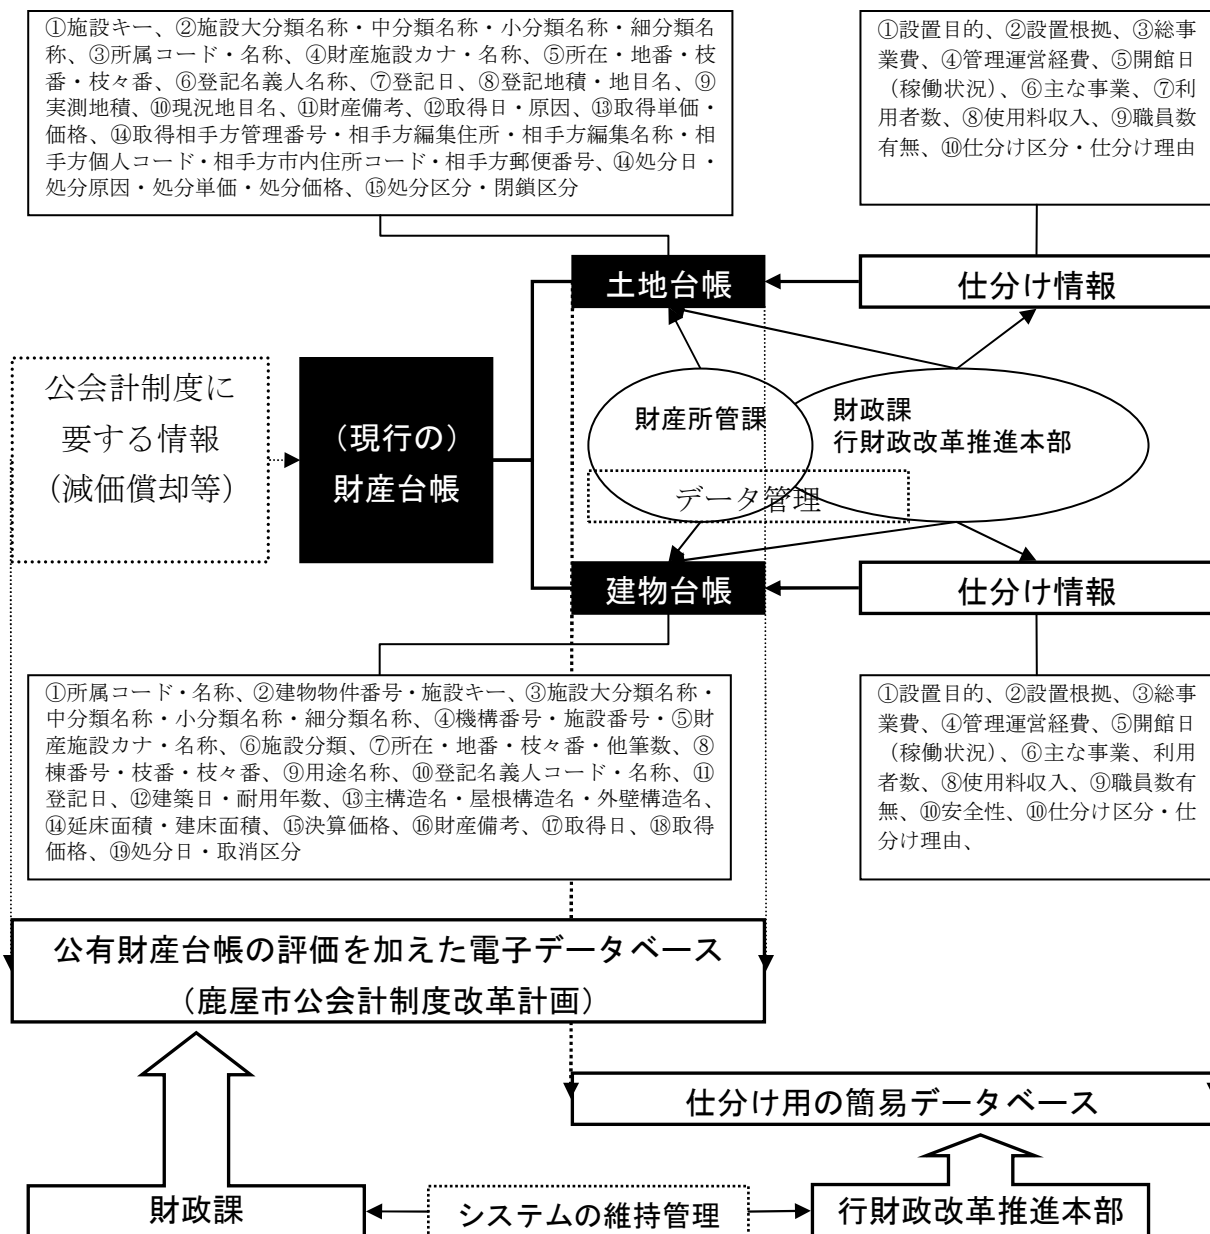 ①施設キー、②施設大分類名称・中分類名称・小分類名称・細分類名
称、③所属コード・名称、④財産施設カナ・名称、⑤所在・地番・枝
番・枝々番、⑥登記名義人名称、⑦登記日、⑧登記地積・地目名、⑨
実測地積、⑩現況地目名、⑪財産備考、⑫取得日・原因、⑬取得単価・
価格、⑭取得相手方管理番号・相手方編集住所・相手方編集名称・相
手方個人コード・相手方市内住所コード・相手方郵便番号、⑭処分日・
処分原因・処分単価・処分価格、⑮処分区分・閉鎖区分
①設置目的、②設置根拠、③総事
業費、④管理運営経費、⑤開館日
（稼働状況）、⑥主な事業、⑦利
用者数、⑧使用料収入、⑨職員数
有無、⑩仕分け区分・仕分け理由
土地台帳
仕分け情報
公会計制度に
要する情報
（減価償却等）
（現行の）
財産台帳
財産所管課
財政課
行財政改革推進本部
データ管理
建物台帳
仕分け情報
①所属コード・名称、②建物物件番号・施設キー、③施設大分類名称・
中分類名称・小分類名称・細分類名称、④機構番号・施設番号・⑤財
産施設カナ・名称、⑥施設分類、⑦所在・地番・枝々番・他筆数、⑧
棟番号・枝番・枝々番、⑨用途名称、⑩登記名義人コード・名称、⑪
登記日、⑫建築日・耐用年数、⑬主構造名・屋根構造名・外壁構造名、
⑭延床面積・建床面積、⑮決算価格、⑯財産備考、⑰取得日、⑱取得
価格、⑲処分日・取消区分
①設置目的、②設置根拠、③総事
業費、④管理運営経費、⑤開館日
（稼働状況）、⑥主な事業、利用
者数、⑧使用料収入、⑨職員数有
無、⑩安全性、⑩仕分け区分・仕
分け理由、
公有財産台帳の評価を加えた電子データベース
（鹿屋市公会計制度改革計画）
仕分け用の簡易データベース
財政課
システムの維持管理
行財政改革推進本部